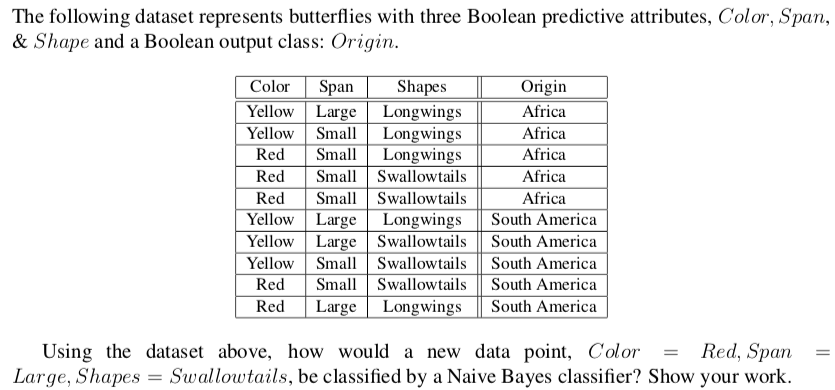 The following dataset represents butterflies with three Boolean predictive attributes, Color, Span,
& Shape and a Boolean output class: Origin.
Color Span Shapes Origin
Yellow Large Longwings Africa
Yellow Small Longwings Africa
Red Small Longwings Africa
Red Small Swallowtails Africa
Red Small Swallowtails Africa
Yellow Large Longwings South America
Yellow Large Swallowtails South America
Yellow Small Swallowtails South America
Red Small Swallowtails South America
Red Large Longwings South America
Using the dataset above, how would a new data point, Color = Red, Span =
Large, Shapes = Swallowtails, be classified by a Naive Bayes classifier? Show your work.